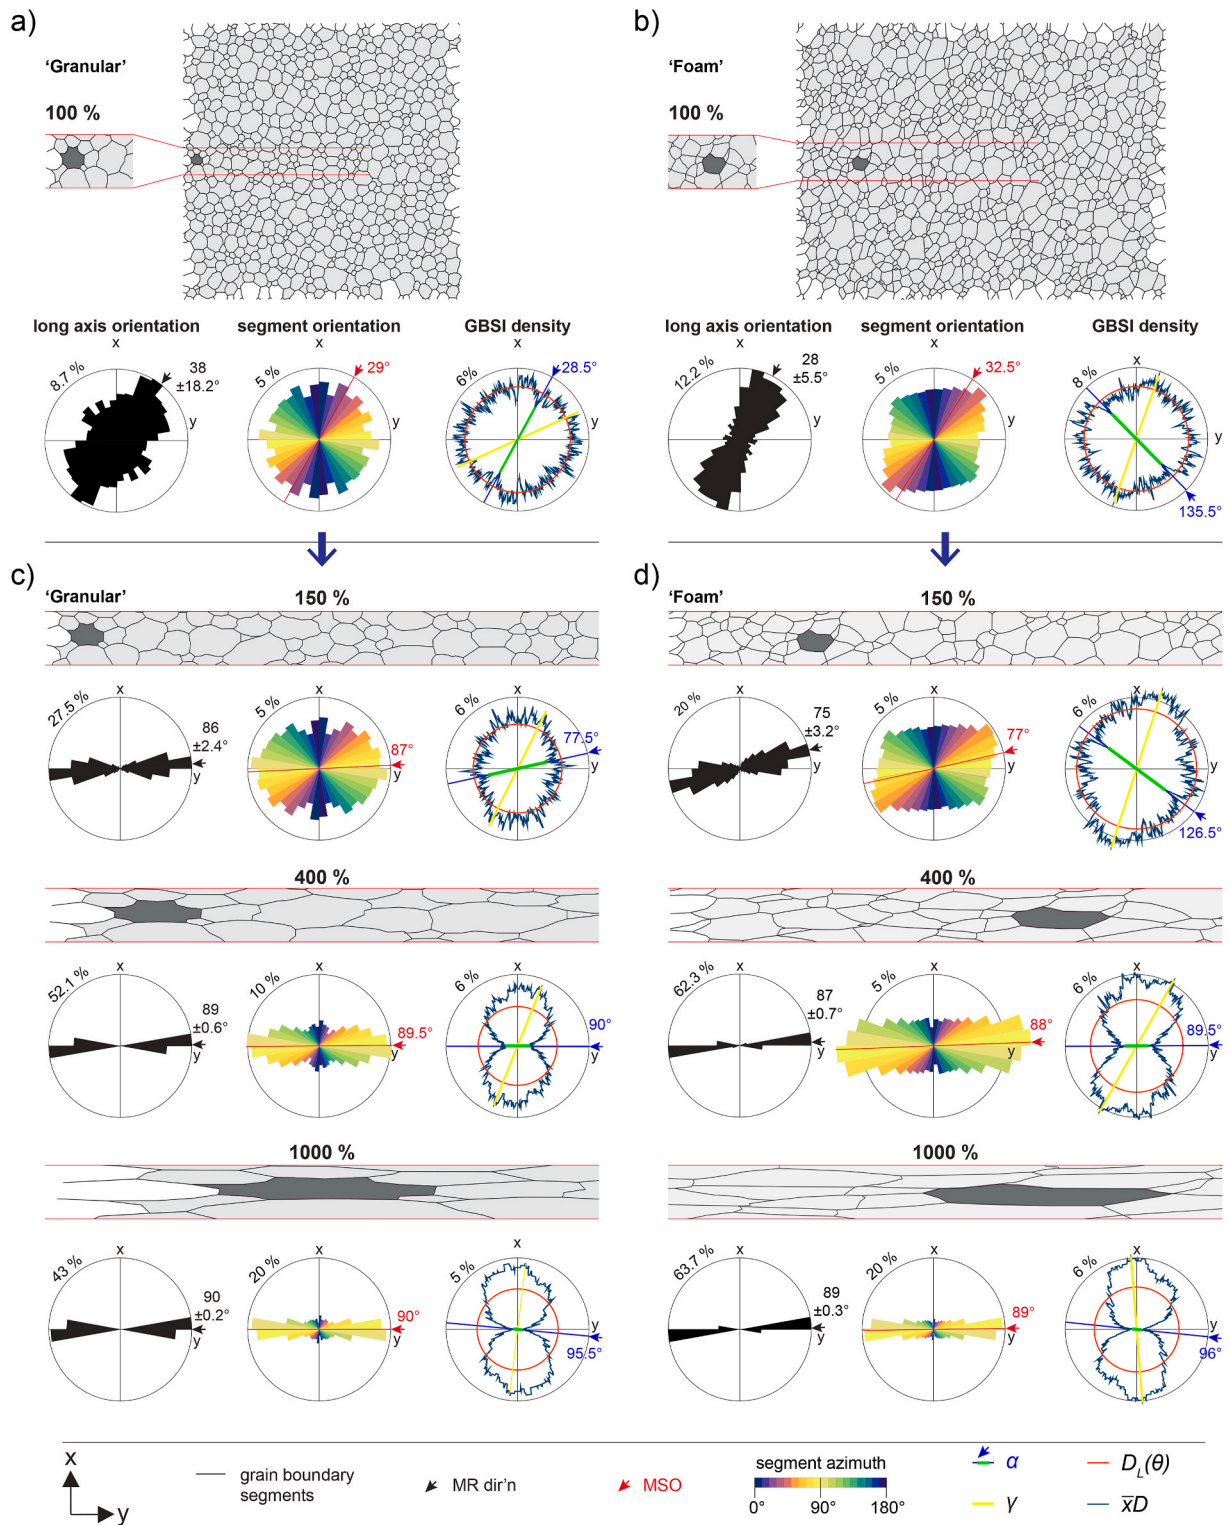 a)
'Granular'
100 %
long axis orientation
segment orientation
GBSI density
x
x
8.7 %
38
±18.2°
5 %
29°
6%
28.5°
y
y
y
b)
'Foam'
100 %
long axis orientation
segment orientation
GBSI density
x
x
12.2 %
28
±5.5°
5 %
32.5°
8 %
135.5°
y
y
y
c)
'Granular'
150 %
x
x
x
27.5 %
86
±2.4°
y
5 %
87°
y
6 %
77.5°
y
400 %
x
x
x
52.1 %
89
±0.6°
y
10 %
89.5°
y
6 %
90°
y
1000 %
x
x
x
43 %
90
±0.2°
y
20 %
90°
y
5 %
95.5°
y
d)
'Foam'
150 %
x
x
x
20 %
75
±3.2°
y
5 %
77°
y
6 %
126.5°
y
400 %
x
x
x
62.3 %
87
±0.7°
y
5 %
88°
y
6 %
89.5°
y
1000 %
x
x
x
63.7 %
89
±0.3°
y
20 %
89°
y
6 %
96°
y
x
y
grain boundary
segments
MR dir'n
MSO
segment azimuth
0° 90° 180°
α
γ
D_L(θ)
x̅D